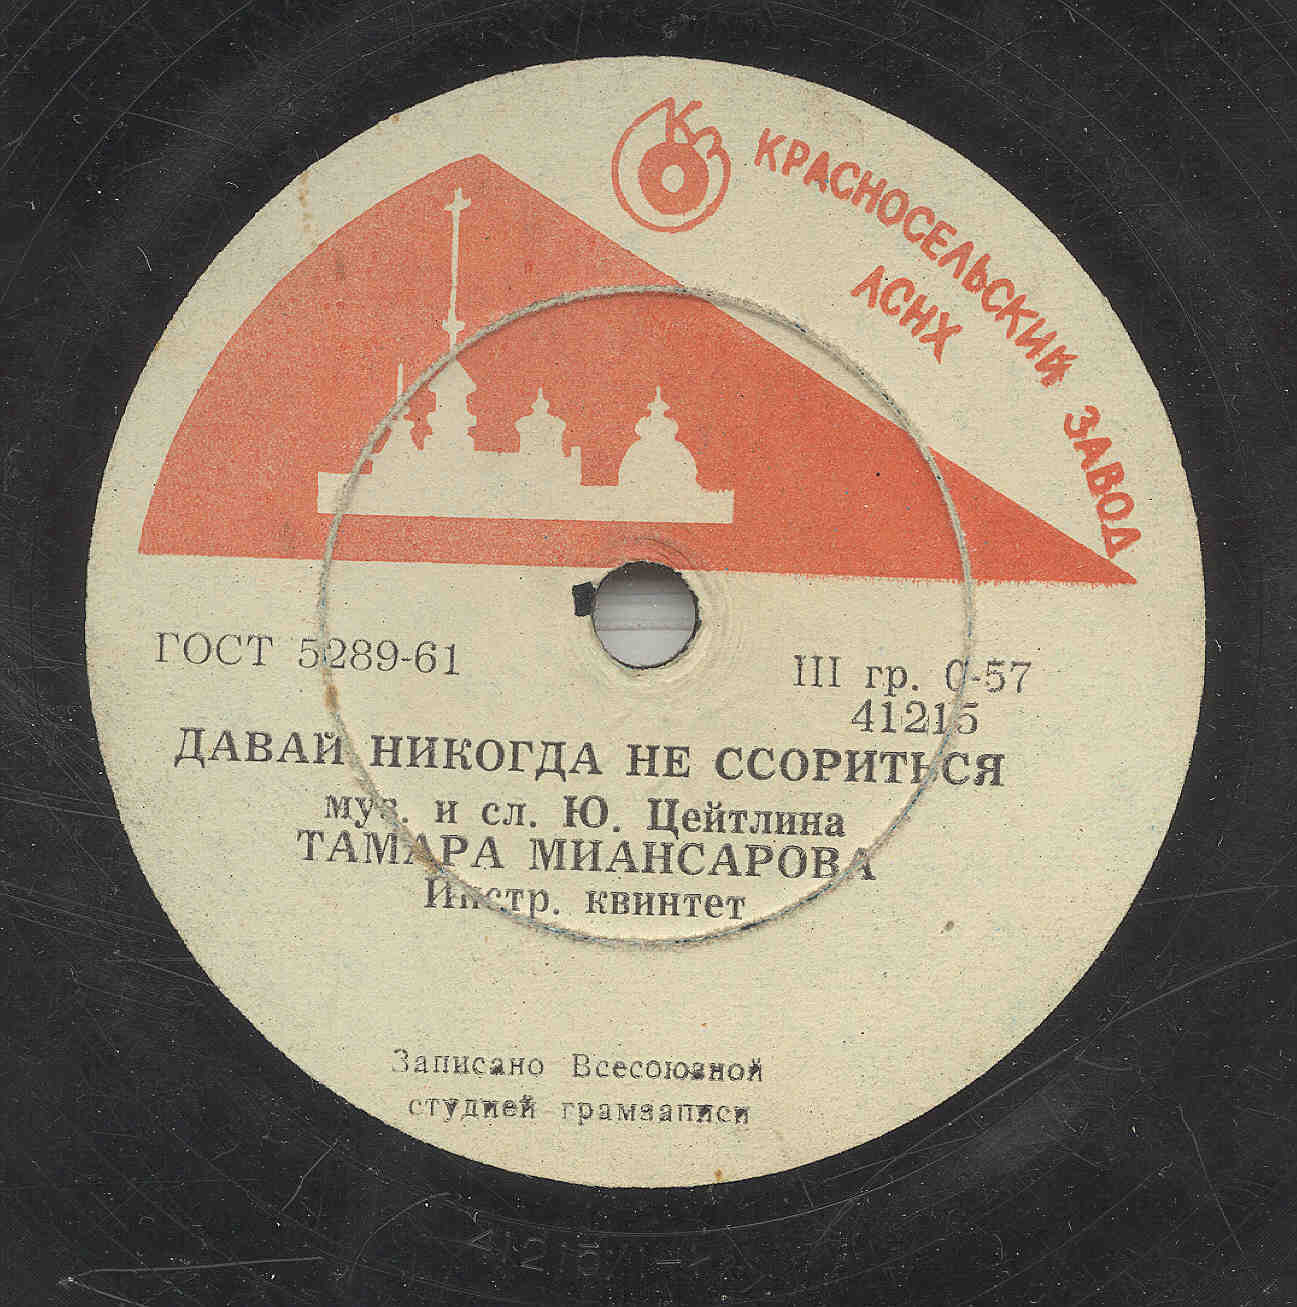 КРАСНОСЕЛЬСКИЙ ЗАВОД
АСНХ
ГОСТ 5289-61
III гр. 0-57
41215
ДАВАЙ НИКОГДА НЕ ССОРИТЬСЯ
муз. и сл. Ю. Цейтлина
ТАМАРА МИАНСАРОВА
Инстр. квинтет
Записано Всесоюзной
студией грамзаписи